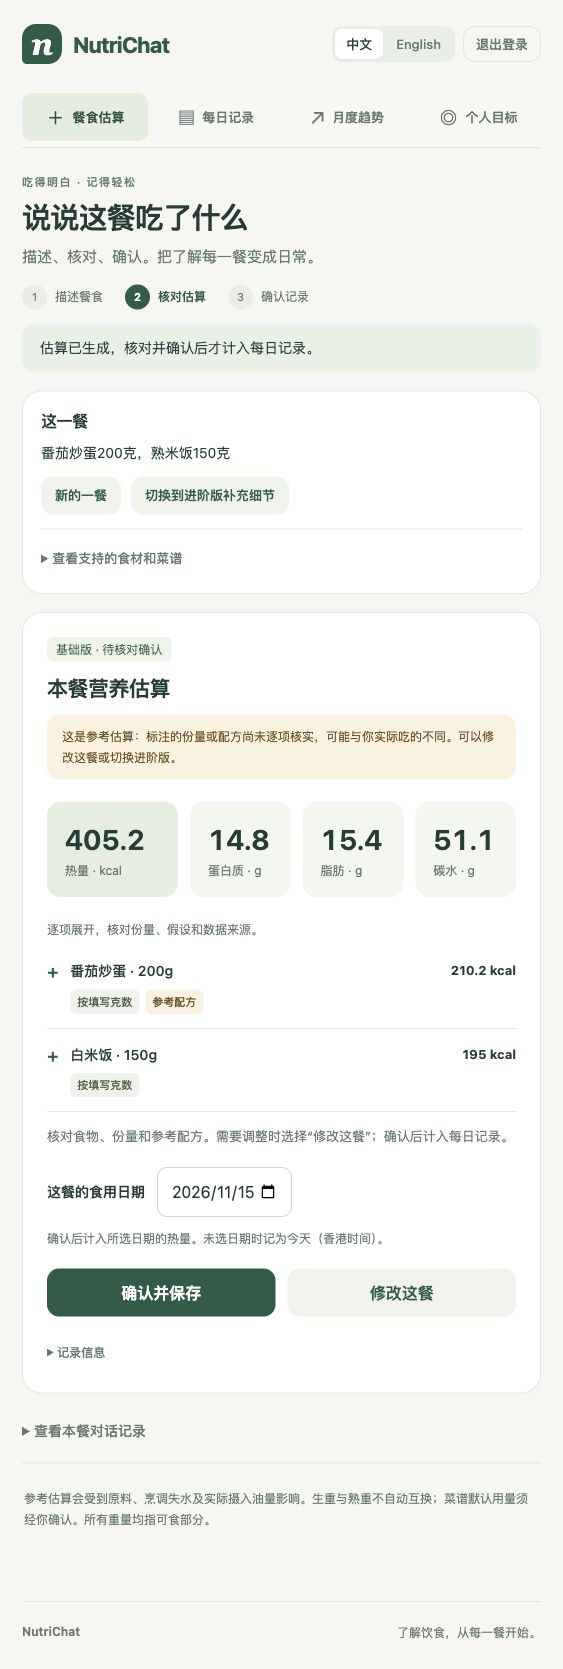 n NutriChat
中文 English 退出登录
餐食估算 每日记录 月度趋势 个人目标
吃得明白 · 记得轻松
说说这餐吃了什么
描述、核对、确认。把了解每一餐变成日常。
1 描述餐食 2 核对估算 3 确认记录
估算已生成，核对并确认后才计入每日记录。
这一餐
番茄炒蛋200克，熟米饭150克
新的一餐 切换到进阶版补充细节
查看支持的食材和菜谱
基础版 · 待核对确认
本餐营养估算
这是参考估算：标注的份量或配方尚未逐项核实，可能与你实际吃的不同。可以修
改这餐或切换进阶版。
405.2 14.8 15.4 51.1
热量 · kcal 蛋白质 · g 脂肪 · g 碳水 · g
逐项展开，核对份量、假设和数据来源。
+ 番茄炒蛋 · 200g 210.2 kcal
按填写克数 参考配方
+ 白米饭 · 150g 195 kcal
按填写克数
核对食物、份量和参考配方。需要调整时选择“修改这餐”；确认后计入每日记录。
这餐的食用日期 2026/11/15
确认后计入所选日期的热量。未选日期时记为今天（香港时间）。
确认并保存 修改这餐
记录信息
查看本餐对话记录
参考估算会受到原料、烹调失水及实际摄入油量影响。生重与熟重不自动互换；菜谱默认用量须
经你确认。所有重量均指可食部分。
NutriChat 了解饮食，从每一餐开始。